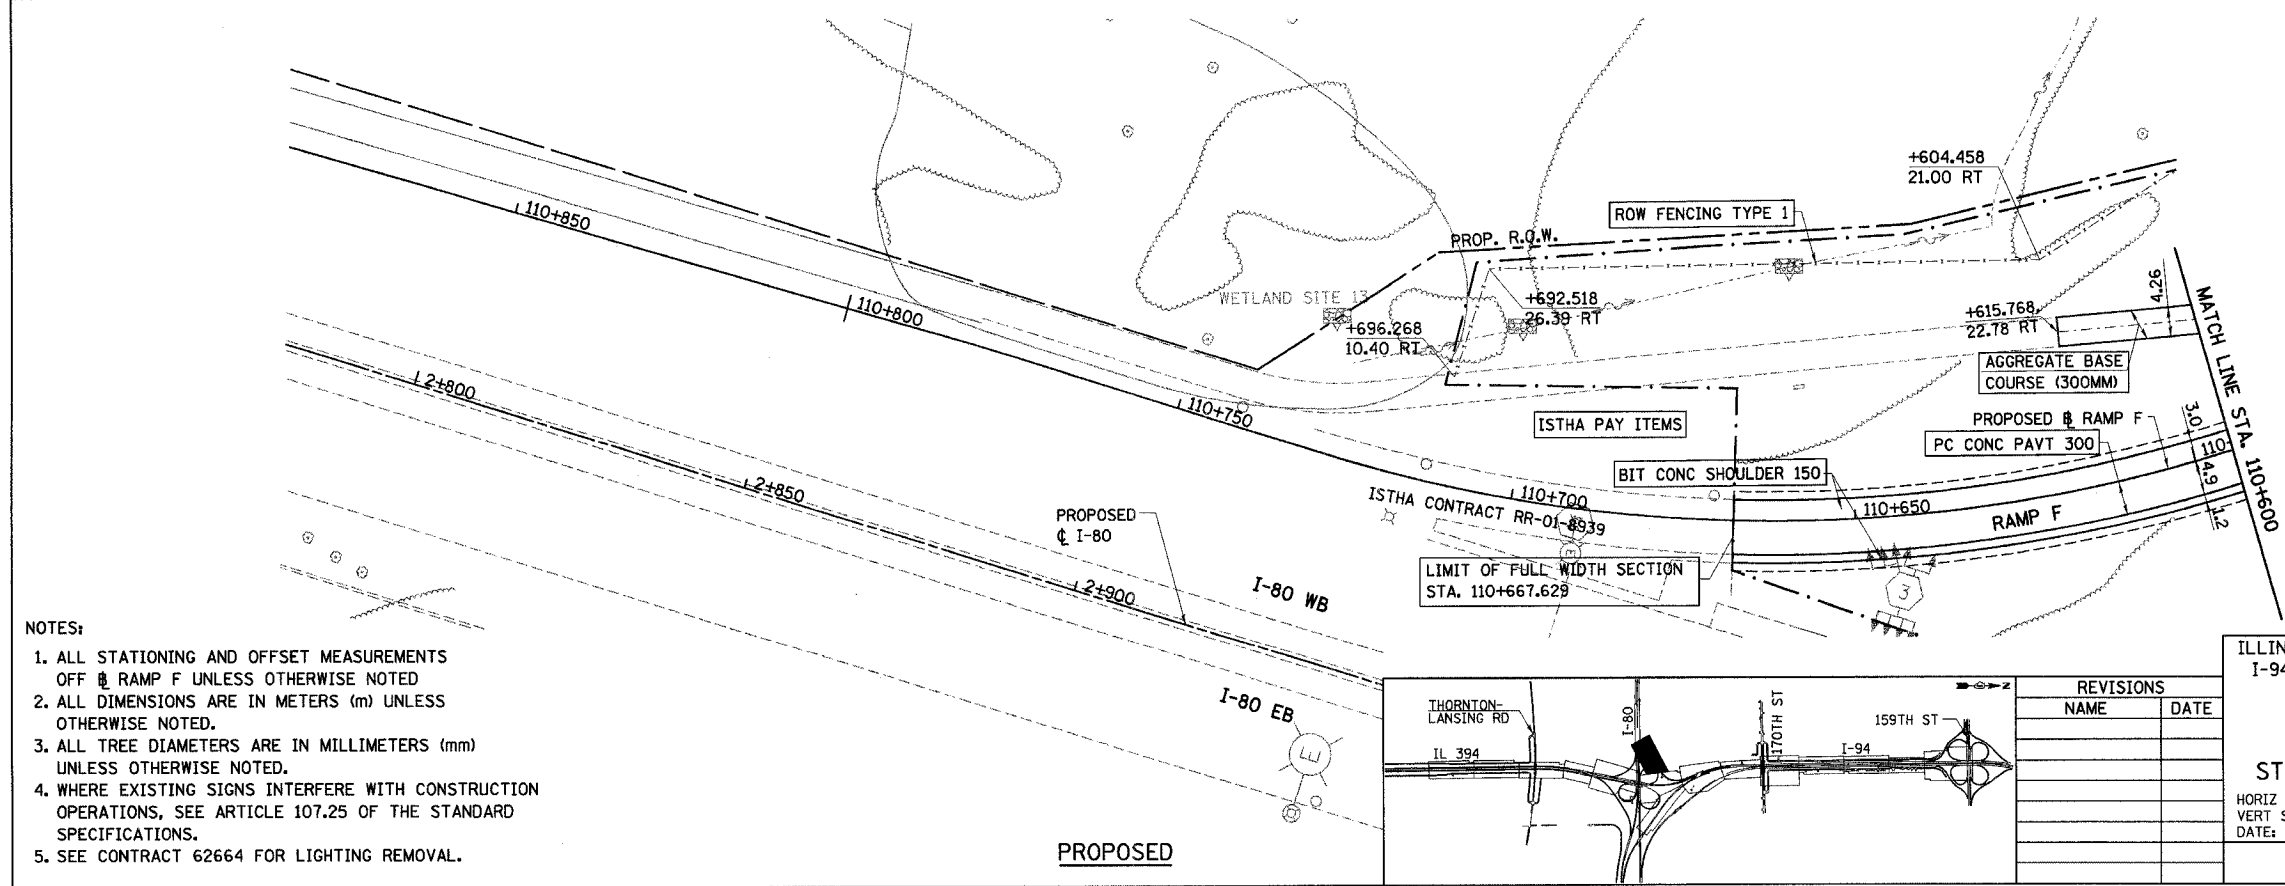 110+850
110+800
110+750
110+700
110+650
110
2+800
2+850
2+900
+604.458
21.00 RT
ROW FENCING TYPE 1
PROP. R.O.W.
WETLAND SITE 13
+692.518
26.39 RT
+696.268
10.40 RT
+615.768
22.78 RT
4.26
MATCH LINE STA. 110+600
AGGREGATE BASE
COURSE (300MM)
ISTHA PAY ITEMS
PROPOSED ℄ RAMP F
PC CONC PAVT 300
3.0
4.9
1.2
BIT CONC SHOULDER 150
ISTHA CONTRACT RR-01-8939
RAMP F
LIMIT OF FULL WIDTH SECTION
STA. 110+667.629
3
E
PROPOSED
℄ I-80
I-80 WB
I-80 EB
E
NOTES:
1. ALL STATIONING AND OFFSET MEASUREMENTS
OFF ℄ RAMP F UNLESS OTHERWISE NOTED
2. ALL DIMENSIONS ARE IN METERS (m) UNLESS
OTHERWISE NOTED.
3. ALL TREE DIAMETERS ARE IN MILLIMETERS (mm)
UNLESS OTHERWISE NOTED.
4. WHERE EXISTING SIGNS INTERFERE WITH CONSTRUCTION
OPERATIONS, SEE ARTICLE 107.25 OF THE STANDARD
SPECIFICATIONS.
5. SEE CONTRACT 62664 FOR LIGHTING REMOVAL.
PROPOSED
THORNTON-
LANSING RD
IL 394
I-80
170TH ST
I-94
159TH ST
Z
REVISIONS
NAME DATE
ILLIN
I-94
ST
HORIZ
VERT S
DATE: